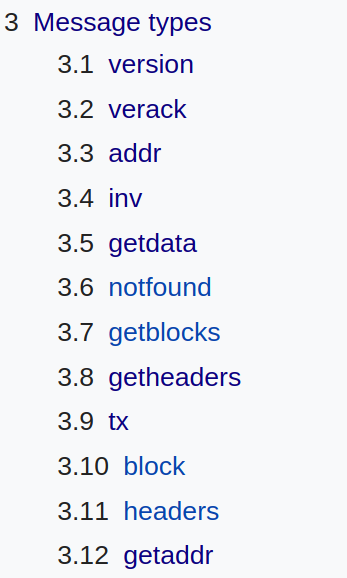 3 Message types
3.1 version
3.2 verack
3.3 addr
3.4 inv
3.5 getdata
3.6 notfound
3.7 getblocks
3.8 getheaders
3.9 tx
3.10 block
3.11 headers
3.12 getaddr